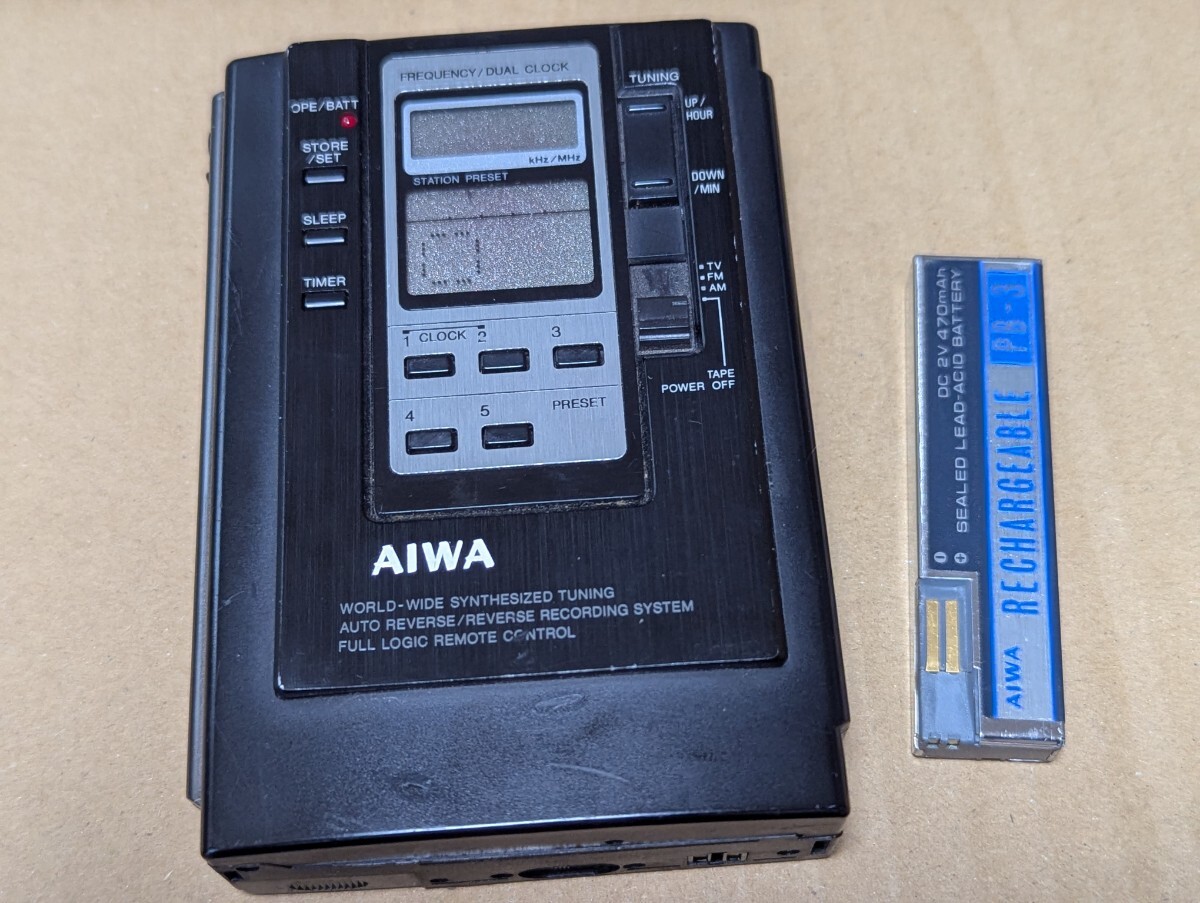 FREQUENCY/DUAL CLOCK
OPE/BATT
STORE
/SET
SLEEP
TIMER
kHz/MHz
STATION PRESET
TUNING
UP/
HOUR
DOWN
/MIN
TV
FM
AM
TAPE
POWER OFF
1 CLOCK 2 3
4 5 PRESET
AIWA
WORLD-WIDE SYNTHESIZED TUNING
AUTO REVERSE/REVERSE RECORDING SYSTEM
FULL LOGIC REMOTE CONTROL
DC 2V 470mAh
SEALED LEAD-ACID BATTERY
AIWA RECHARGEABLE PB-3